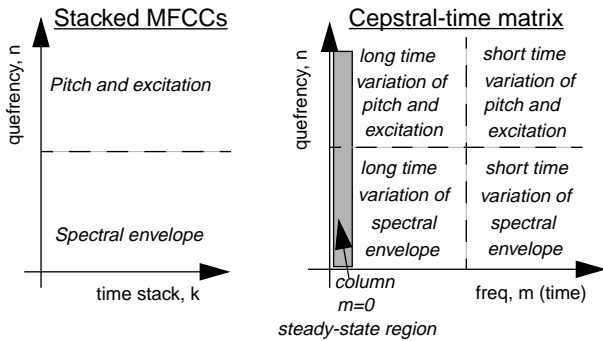 Stacked MFCCs
quefrency, n
Pitch and excitation
Spectral envelope
time stack, k
Cepstral-time matrix
quefrency, n
long time
variation of
pitch and
excitation
short time
variation of
pitch and
excitation
long time
variation of
spectral
envelope
short time
variation of
spectral
envelope
column
m=0
steady-state region
freq, m (time)